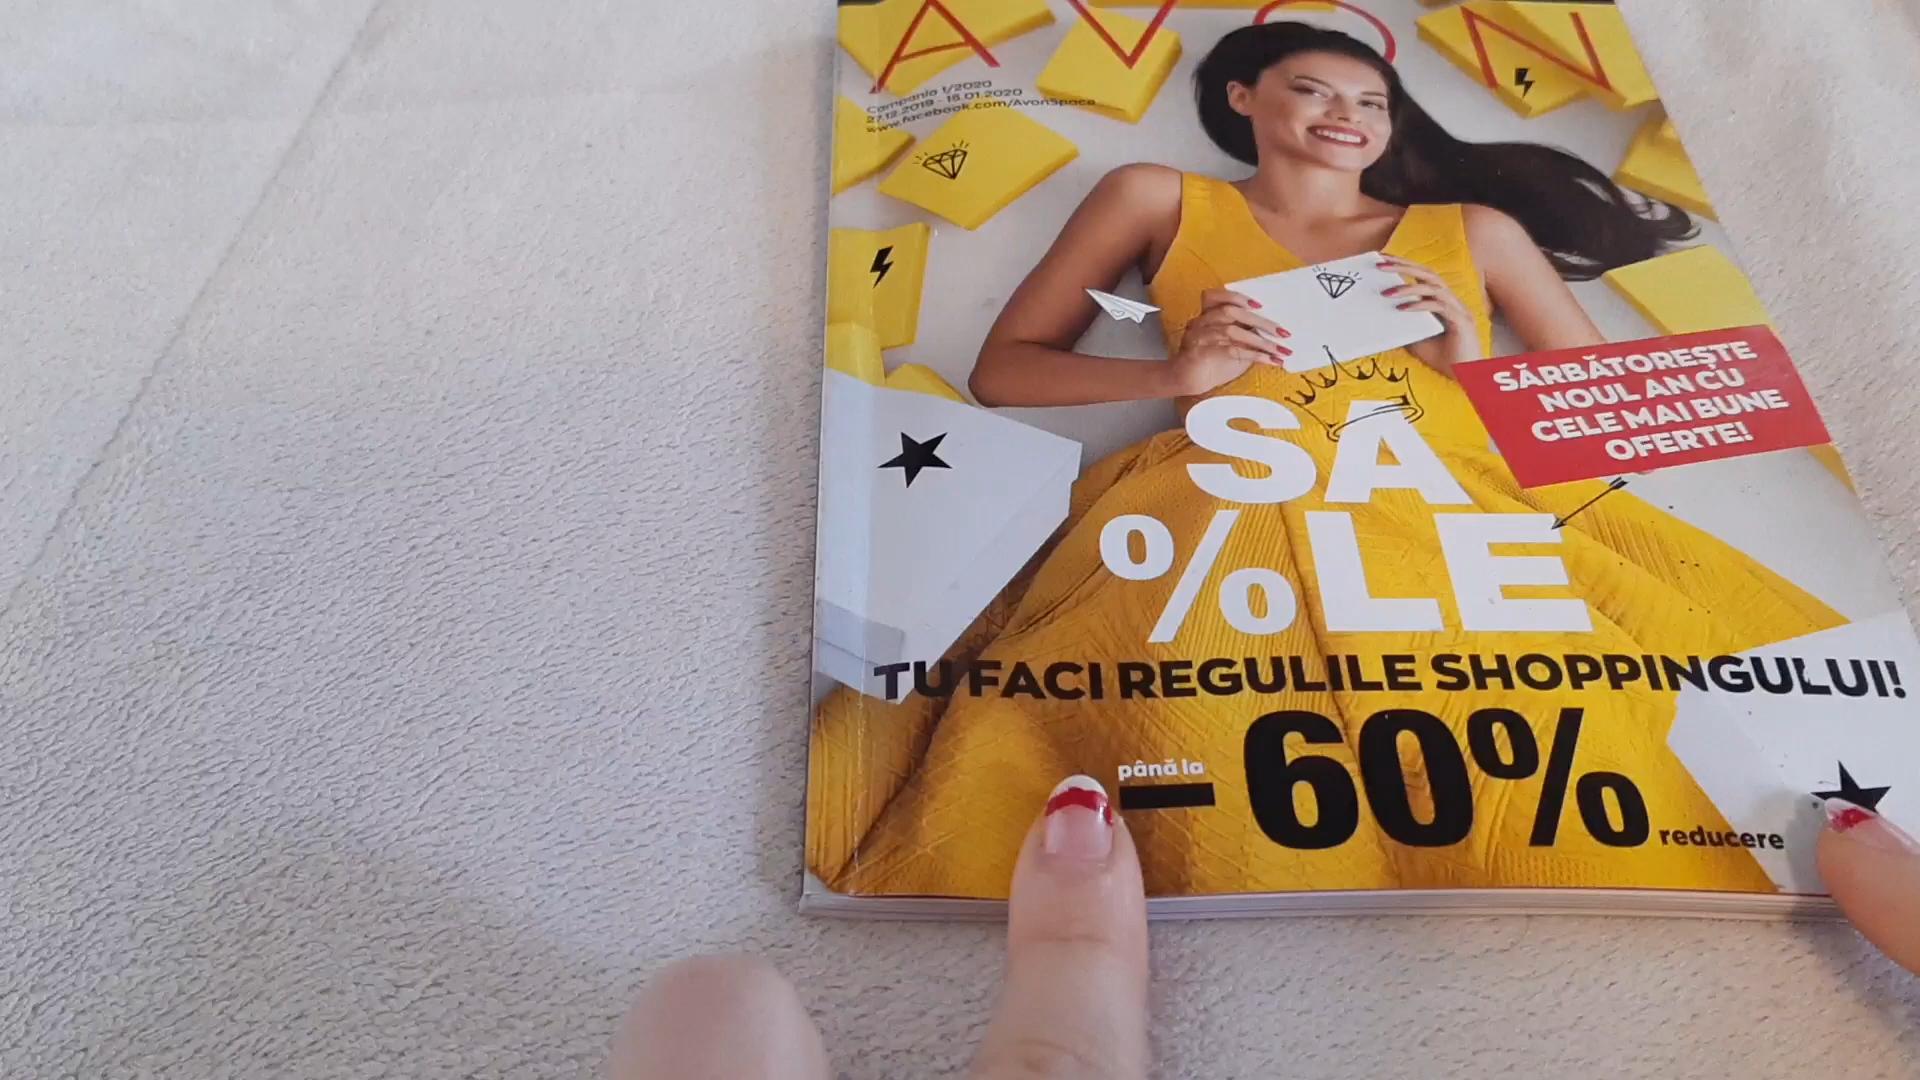 AVON
Campania 1/2020
27.12.2019 - 15.01.2020
www.facebook.com/AvonSpace
SĂRBĂTOREȘTE
NOUL AN CU
CELE MAI BUNE
OFERTE!
SA
%LE
TU FACI REGULILE SHOPPINGULUI!
până la
-60%
reducere